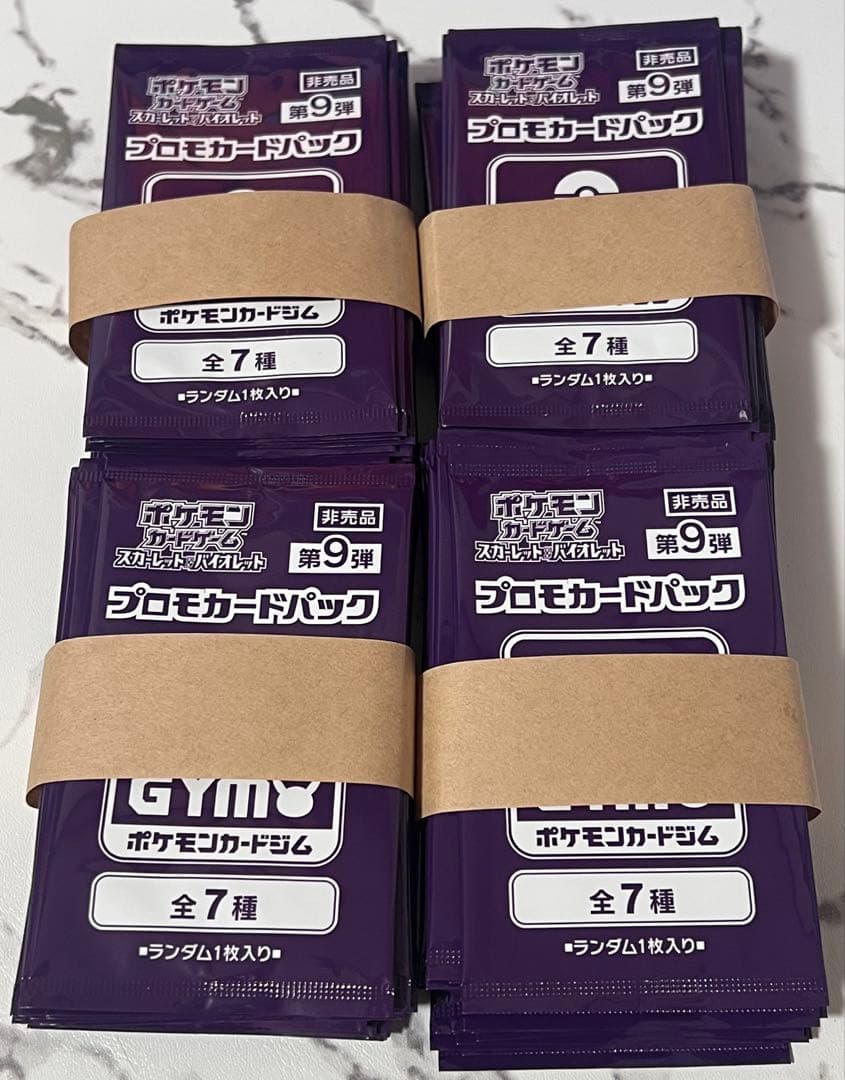 ポケモン
カードゲーム
スカーレット&バイオレット
非売品
第9弾
プロモカードパック
ポケモンカードジム
全7種
■ランダム1枚入り■
ポケモン
カードゲーム
スカーレット&バイオレット
非売品
第9弾
プロモカードパック
全7種
■ランダム1枚入り■
ポケモン
カードゲーム
スカーレット&バイオレット
非売品
第9弾
プロモカードパック
GYM
ポケモンカードジム
全7種
■ランダム1枚入り■
ポケモン
カードゲーム
スカーレット&バイオレット
非売品
第9弾
プロモカードパック
ポケモンカードジム
全7種
■ランダム1枚入り■